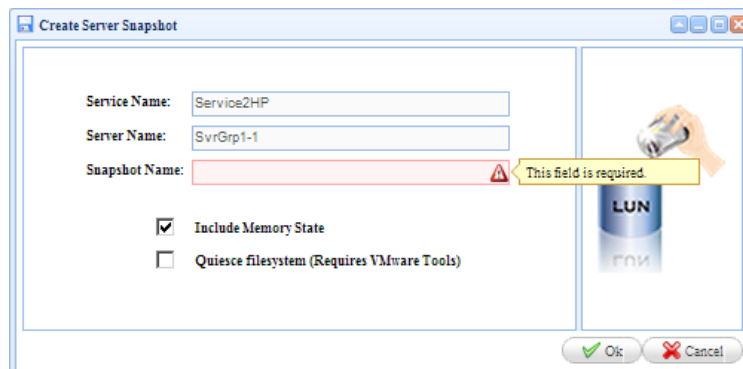 Create Server Snapshot
Service Name: Service2HP
Server Name: SvrGrp1-1
Snapshot Name: This field is required.
LUN
Include Memory State
Quiesce filesystem (Requires VMware Tools)
Ok Cancel